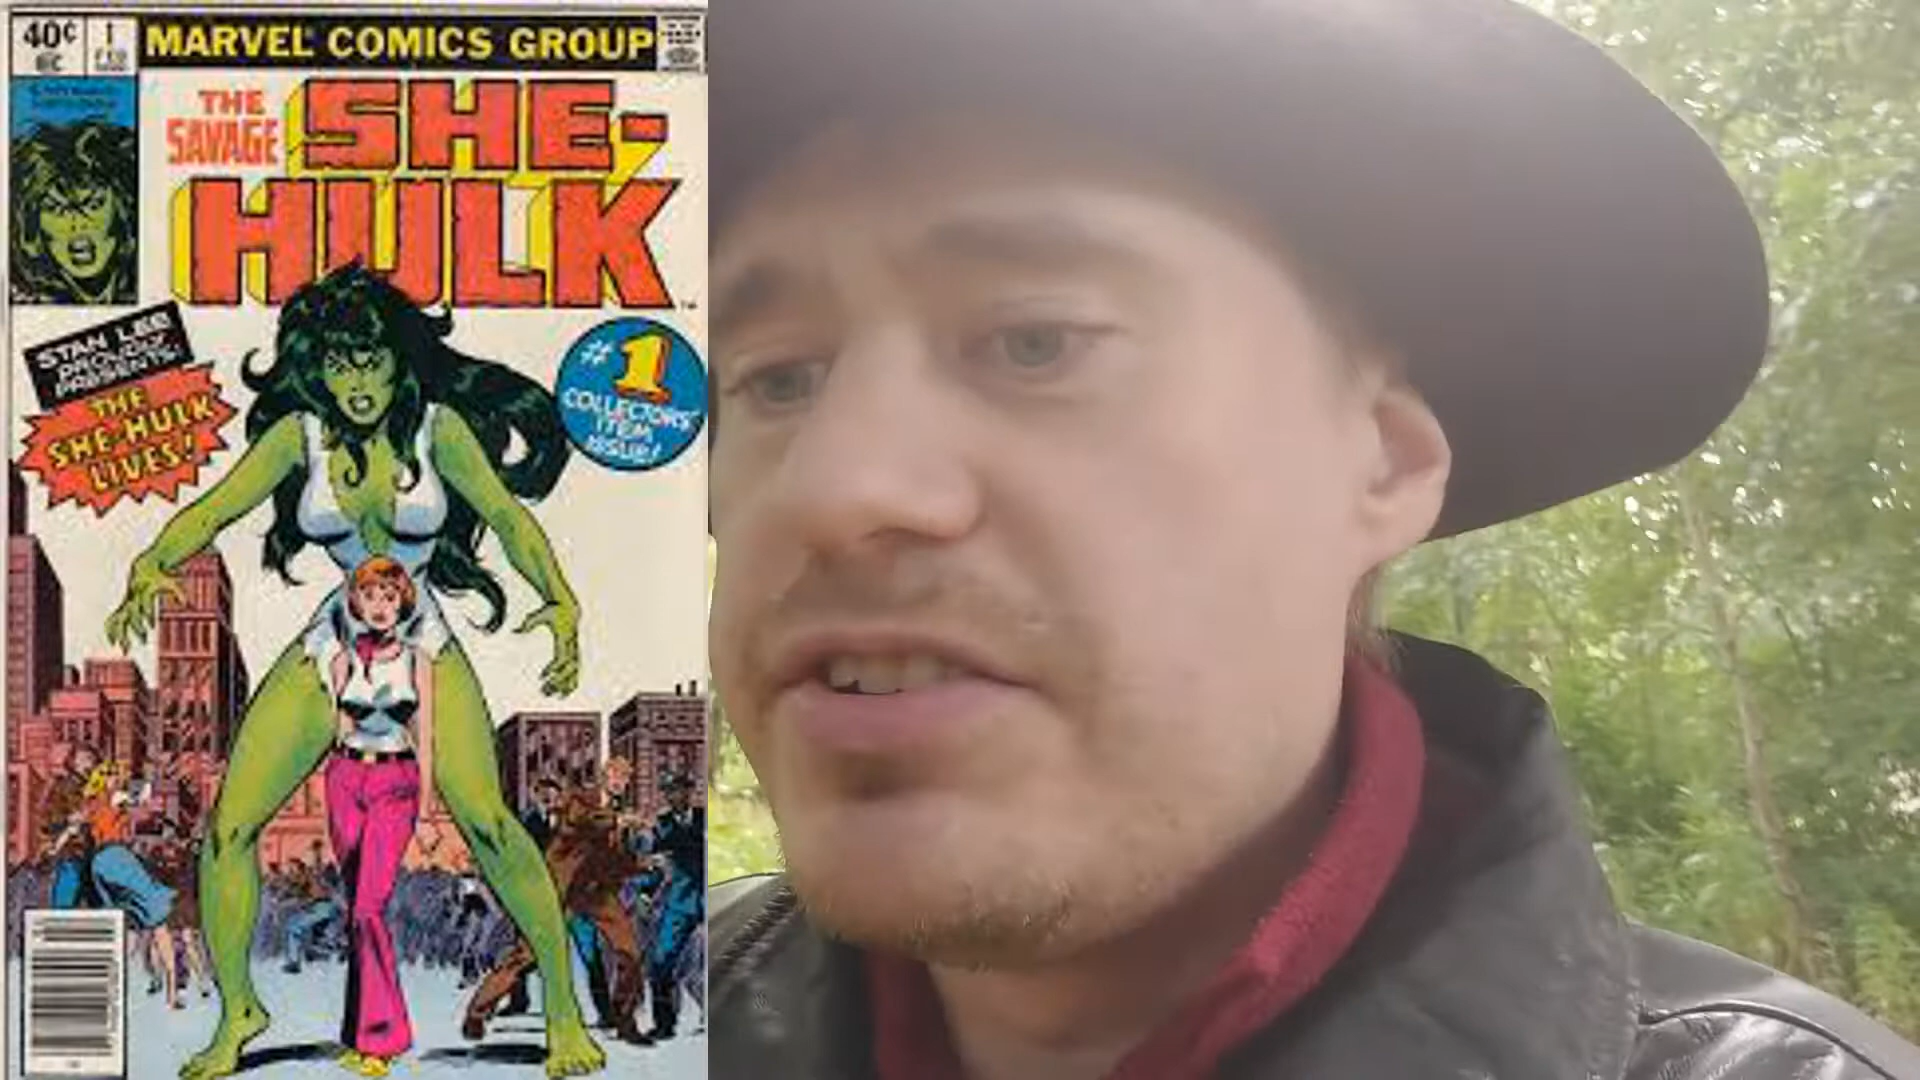 40¢
1
FEB
MARVEL COMICS GROUP
THE
SAVAGE
SHE-
HULK
STAN LEE
PROUDLY
PRESENTS:
THE
SHE-HULK
LIVES!
#1
COLLECTORS'
ITEM
ISSUE!